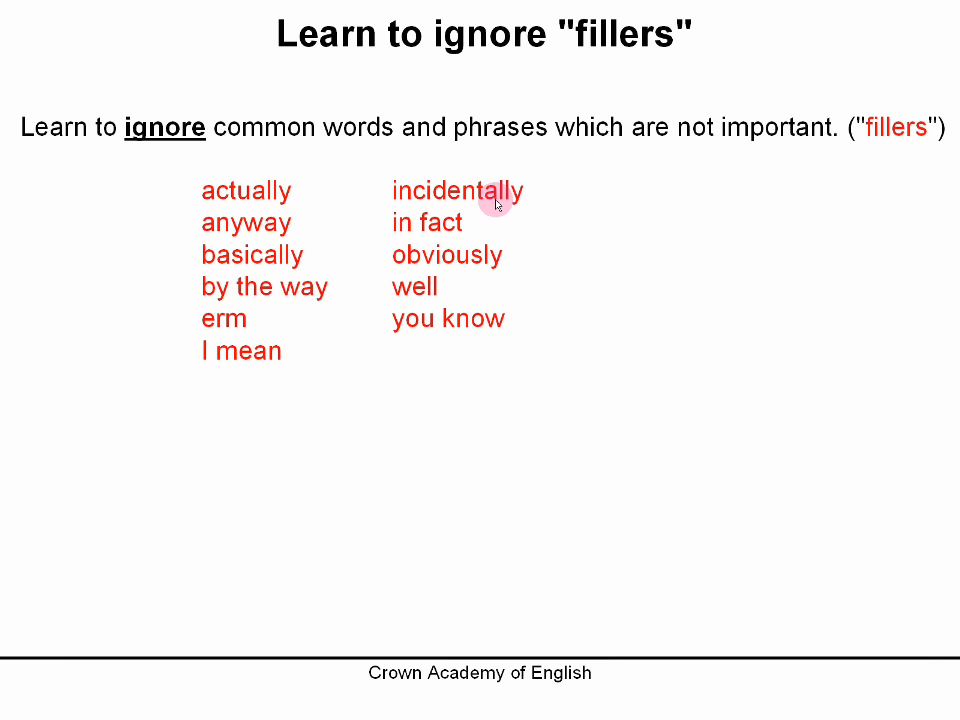 Learn to ignore "fillers"
Learn to ignore common words and phrases which are not important. ("fillers")
actually
anyway
basically
by the way
erm
I mean
incidentally
in fact
obviously
well
you know
Crown Academy of English